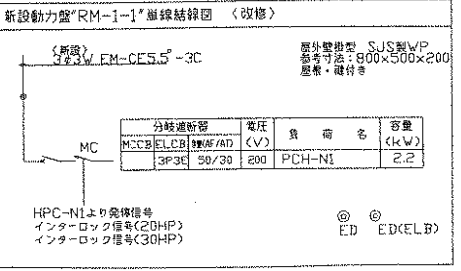 新設動力盤"RM-1-1"単線結線図 〈改修〉
〈新設〉
3φ3W EM-CE5.5°-3C
屋外壁掛型 SUS製WP
参考寸法：800×500×200
屋根・鍵付き
分岐遮断器 電圧 負荷名 容量
MCCB ELCB 容量(AF/AT) (V) (kW)
3P3E 50/30 200 PCH-N1 2.2
MC
HPC-N1より発停信号
インターロック信号(20HP)
インターロック信号(30HP)
ED ED(ELB)